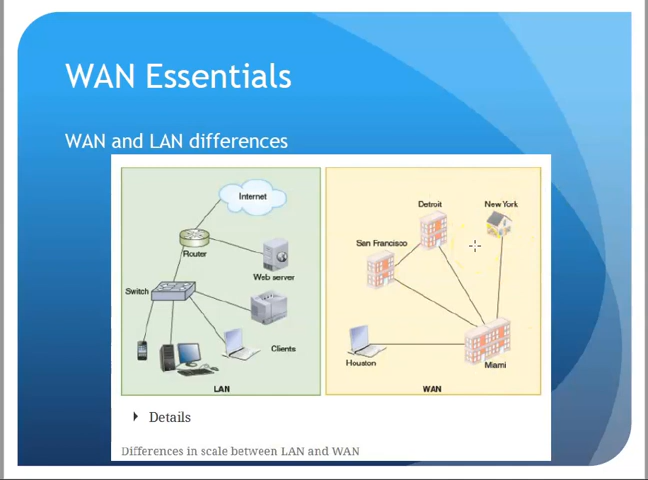 WAN Essentials
WAN and LAN differences
Internet
Router
Web server
Switch
Clients
LAN
Detroit
New York
San Francisco
Houston
Miami
WAN
Details
Differences in scale between LAN and WAN